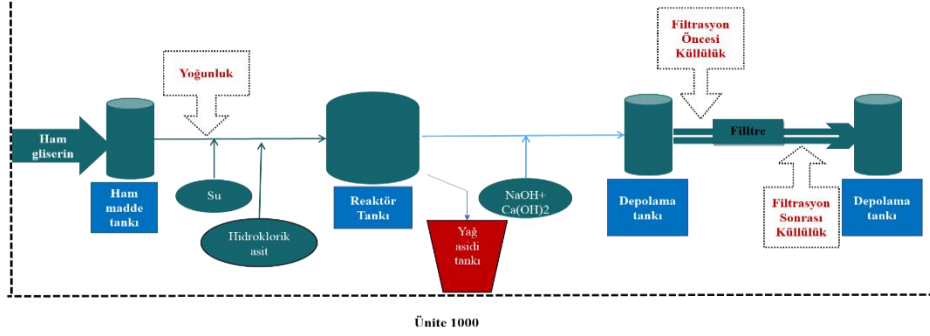 Filtrasyon
Öncesi
Küllülük
Yoğunluk
Ham
gliserin
Filltre
Ham
madde
tankı
Su
Reaktör
Tankı
NaOH+
Ca(OH)2
Depolama
tankı
Filtrasyon
Sonrası
Küllülük
Depolama
tankı
Hidroklorik
asit
Yağ
asidi
tankı
Ünite 1000